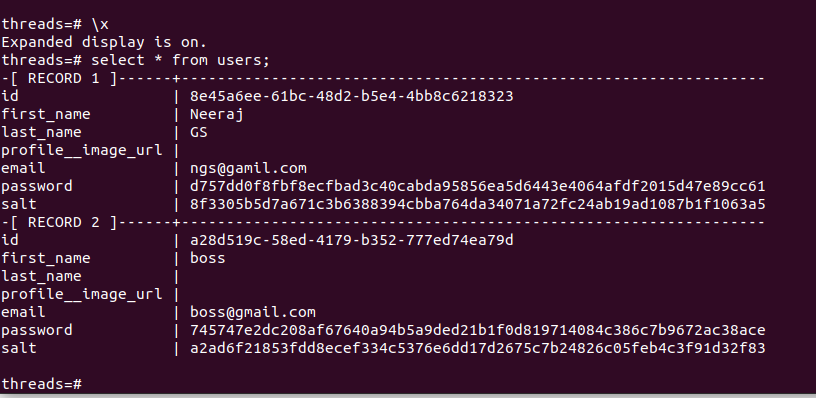 threads=# \x
Expanded display is on.
threads=# select * from users;
-[ RECORD 1 ]------+-----------------------------------------------------------------
id                 | 8e45a6ee-61bc-48d2-b5e4-4bb8c6218323
first_name         | Neeraj
last_name          | GS
profile__image_url |
email              | ngs@gamil.com
password           | d757dd0f8fbf8ecfbad3c40cabda95856ea5d6443e4064afdf2015d47e89cc61
salt               | 8f3305b5d7a671c3b6388394cbba764da34071a72fc24ab19ad1087b1f1063a5
-[ RECORD 2 ]------+-----------------------------------------------------------------
id                 | a28d519c-58ed-4179-b352-777ed74ea79d
first_name         | boss
last_name          |
profile__image_url |
email              | boss@gmail.com
password           | 745747e2dc208af67640a94b5a9ded21b1f0d819714084c386c7b9672ac38ace
salt               | a2ad6f21853fdd8ecef334c5376e6dd17d2675c7b24826c05feb4c3f91d32f83
threads=#